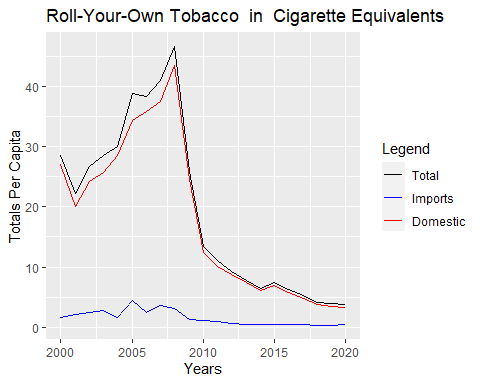 Roll-Your-Own Tobacco  in  Cigarette Equivalents
Totals Per Capita
40
30
20
10
0
2000 2005 2010 2015 2020
Years
Legend
Total
Imports
Domestic